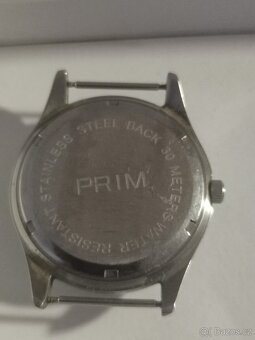 STAINLESS STEEL BACK 30 METERS WATER RESISTANT
PRIM
Bazos.cz